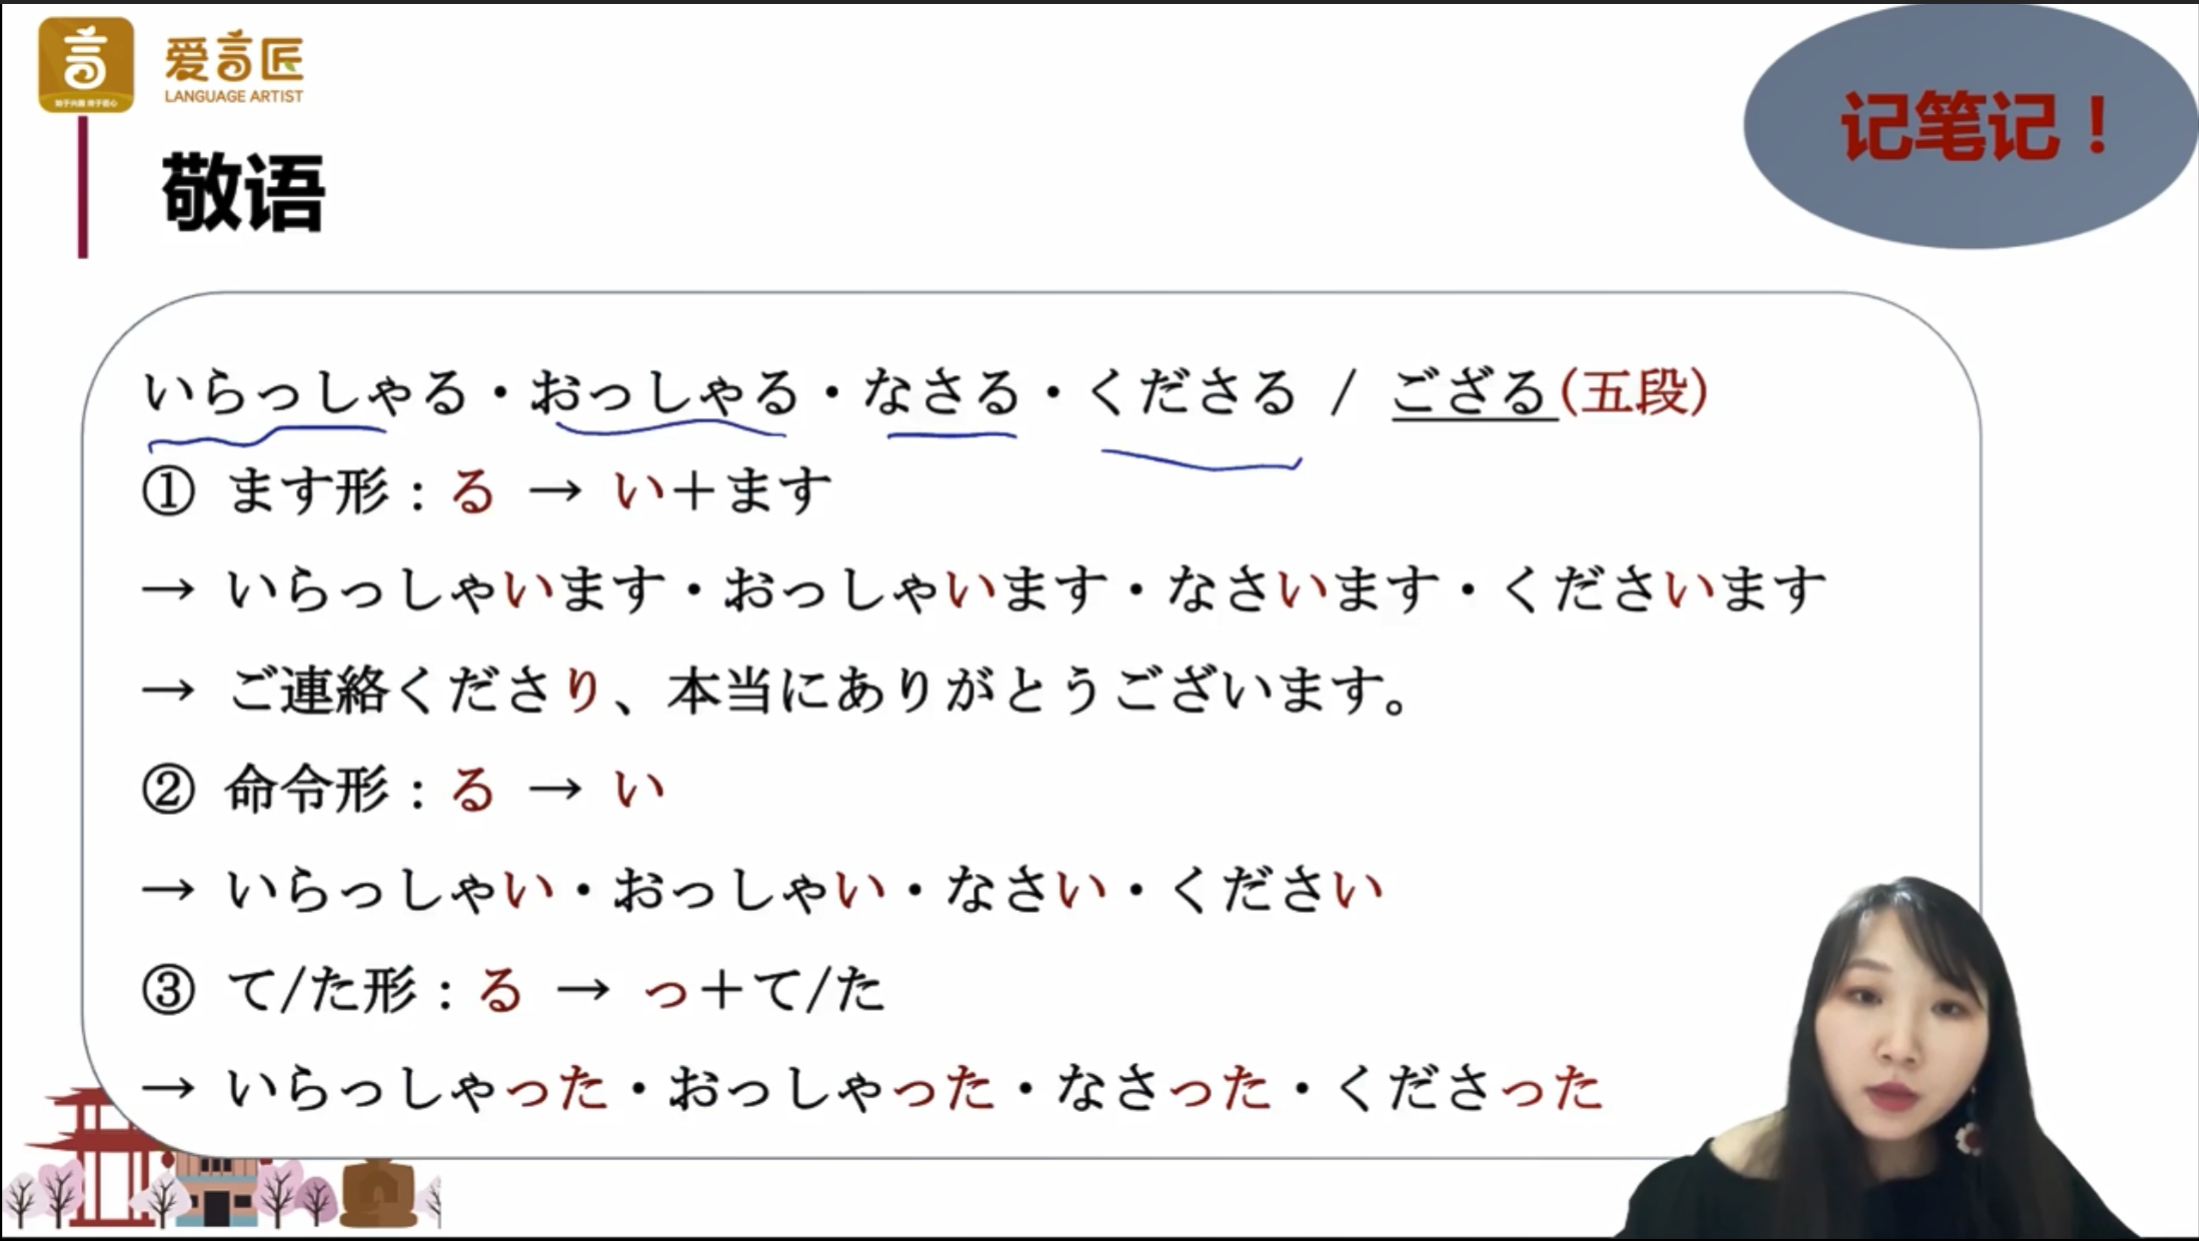 爱言匠
LANGUAGE ARTIST
记笔记！
敬语
いらっしゃる・おっしゃる・なさる・くださる / ござる(五段)
① ます形：る → い＋ます
→ いらっしゃいます・おっしゃいます・なさいます・くださいます
→ ご連絡くださり、本当にありがとうございます。
② 命令形：る → い
→ いらっしゃい・おっしゃい・なさい・ください
③ て/た形：る → っ＋て/た
→ いらっしゃった・おっしゃった・なさった・くださった